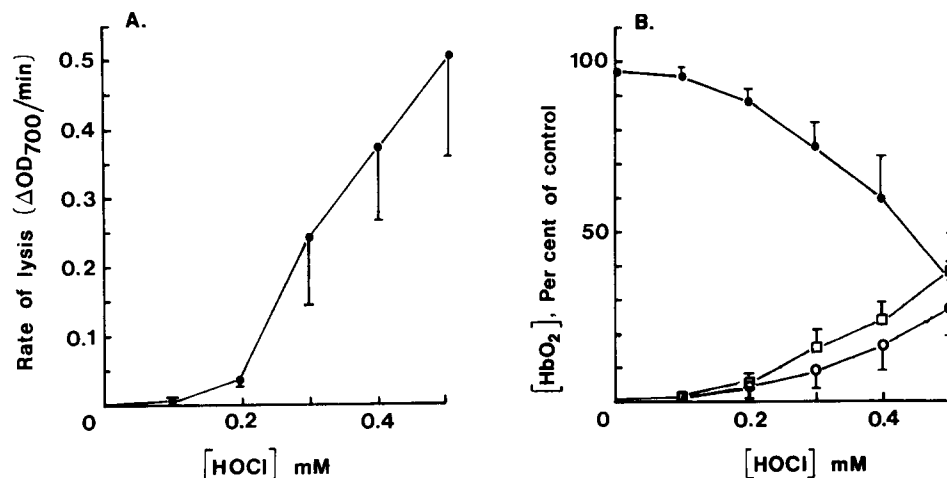 A.
Rate of lysis (ΔOD700/min)
0.5
0.4
0.3
0.2
0.1
0
0.2
0.4
[HOCl] mM
B.
[HbO2], Per cent of control
100
50
0
0.2
0.4
[HOCl] mM